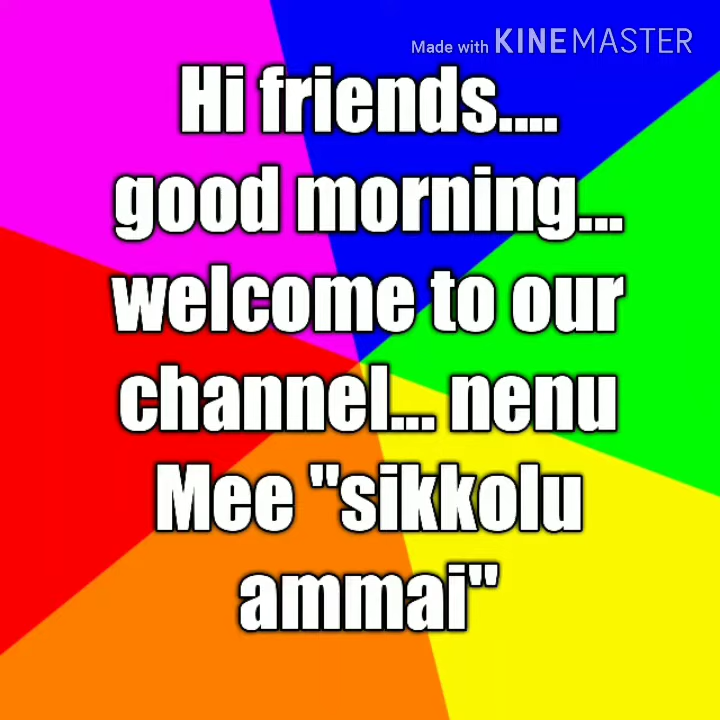 Made with KINEMASTER
Hi friends....
good morning...
welcome to our
channel... nenu
Mee "sikkolu
ammai"